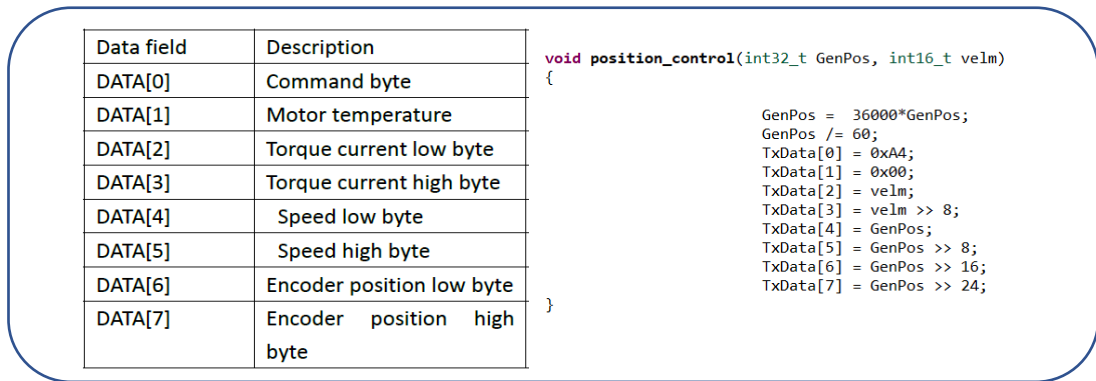 Data field Description
DATA[0] Command byte
DATA[1] Motor temperature
DATA[2] Torque current low byte
DATA[3] Torque current high byte
DATA[4] Speed low byte
DATA[5] Speed high byte
DATA[6] Encoder position low byte
DATA[7] Encoder position high
byte
void position_control(int32_t GenPos, int16_t velm)
{
GenPos =  36000*GenPos;
GenPos /= 60;
TxData[0] = 0xA4;
TxData[1] = 0x00;
TxData[2] = velm;
TxData[3] = velm >> 8;
TxData[4] = GenPos;
TxData[5] = GenPos >> 8;
TxData[6] = GenPos >> 16;
TxData[7] = GenPos >> 24;
}